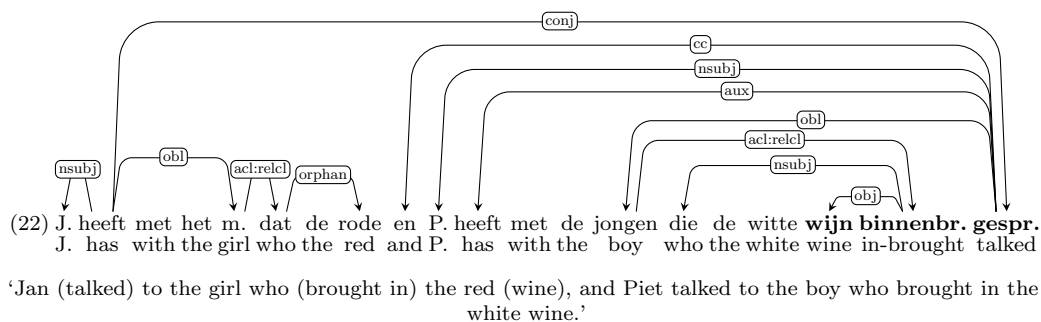 conj
cc
nsubj
aux
obl
acl:relcl
nsubj
obj
nsubj
obl
acl:relcl
orphan
(22) J. heeft met het m. dat de rode en P. heeft met de jongen die de witte wijn binnenbr. gespr.
J. has with the girl who the red and P. has with the boy who the white wine in-brought talked
‘Jan (talked) to the girl who (brought in) the red (wine), and Piet talked to the boy who brought in the
white wine.’